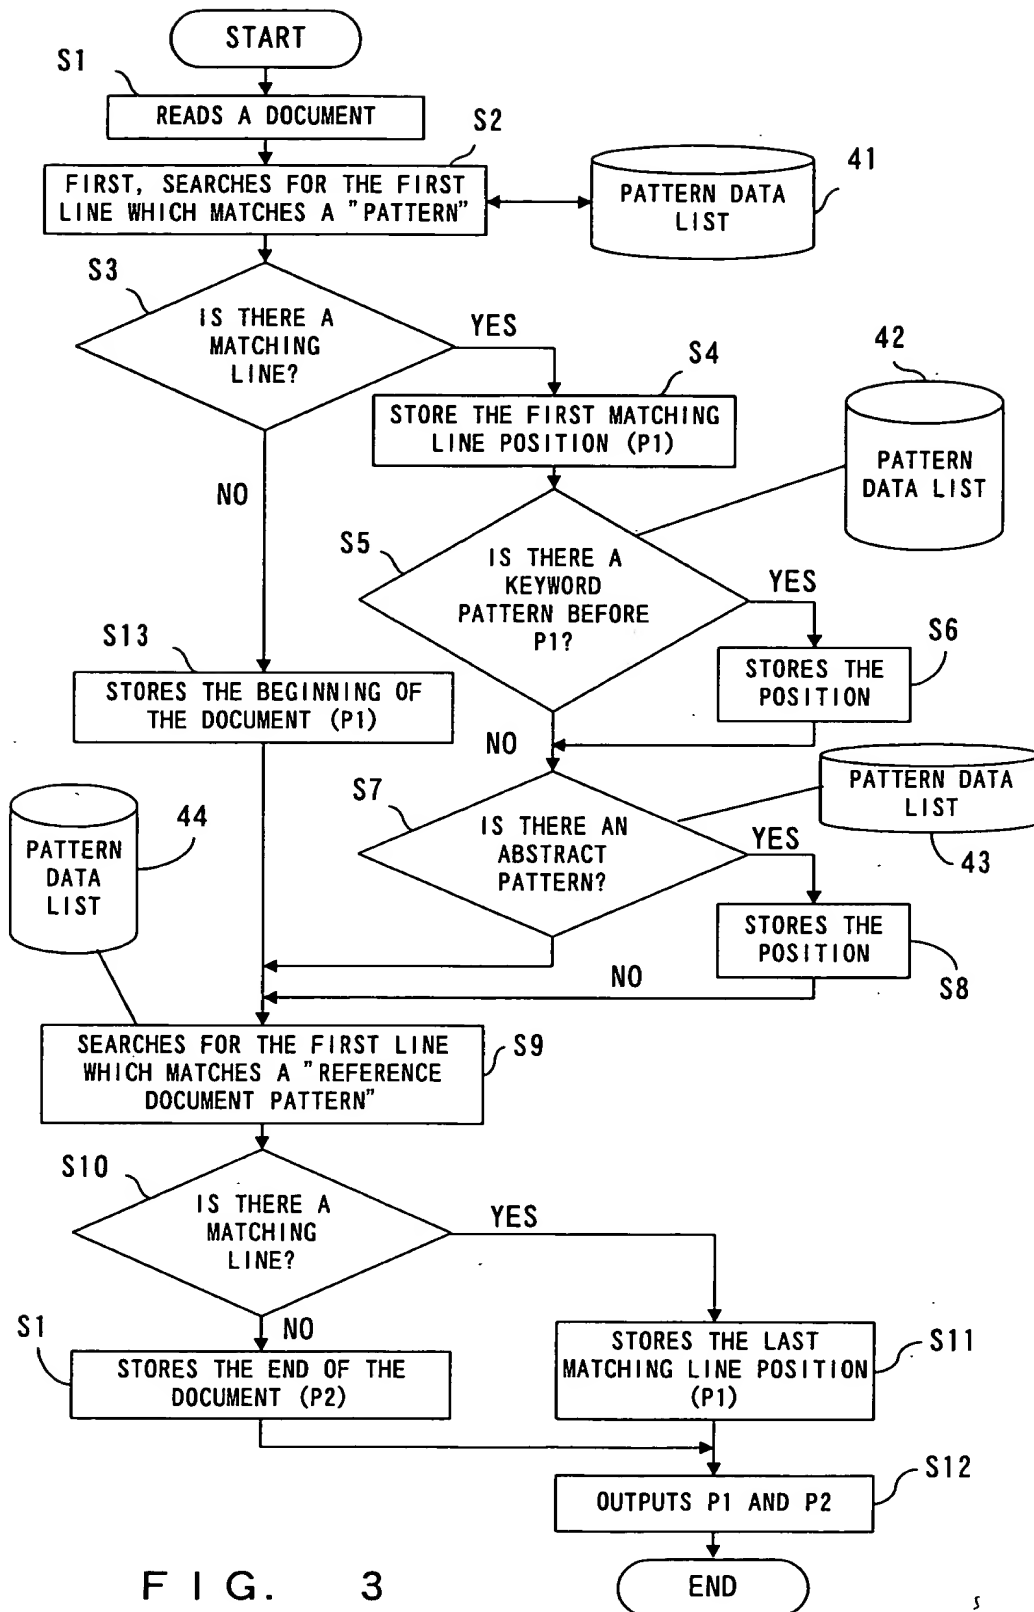 START
S1
READS A DOCUMENT
S2
FIRST, SEARCHES FOR THE FIRST
LINE WHICH MATCHES A "PATTERN"
PATTERN DATA
LIST
41
S3
IS THERE A
MATCHING
LINE?
YES
NO
S4
STORE THE FIRST MATCHING
LINE POSITION (P1)
42
PATTERN
DATA LIST
S5
IS THERE A
KEYWORD
PATTERN BEFORE
P1?
YES
NO
S6
STORES THE
POSITION
S13
STORES THE BEGINNING OF
THE DOCUMENT (P1)
S7
IS THERE AN
ABSTRACT
PATTERN?
YES
NO
PATTERN DATA
LIST
43
44
PATTERN
DATA
LIST
STORES THE
POSITION
S8
SEARCHES FOR THE FIRST LINE
WHICH MATCHES A "REFERENCE
DOCUMENT PATTERN"
S9
S10
IS THERE A
MATCHING
LINE?
YES
NO
S1
STORES THE END OF THE
DOCUMENT (P2)
STORES THE LAST
MATCHING LINE POSITION
(P1)
S11
OUTPUTS P1 AND P2
S12
END
FIG. 3